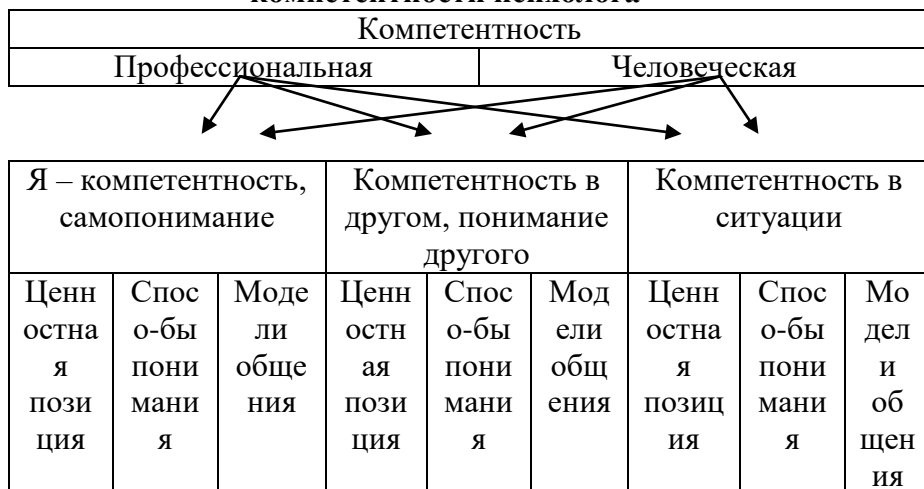 компетентности психолога
Компетентность
Профессиональная
Человеческая
Я – компетентность,
самопонимание
Компетентность в
другом, понимание
другого
Компетентность в
ситуации
Ценн
остна
я
пози
ция
Спос
о-бы
пони
мани
я
Моде
ли
обще
ния
Ценн
остн
ая
пози
ция
Спос
о-бы
пони
мани
я
Мод
ели
общ
ения
Ценн
остна
я
позиц
ия
Спос
о-бы
пони
мани
я
Мо
дел
и
об
щен
ия